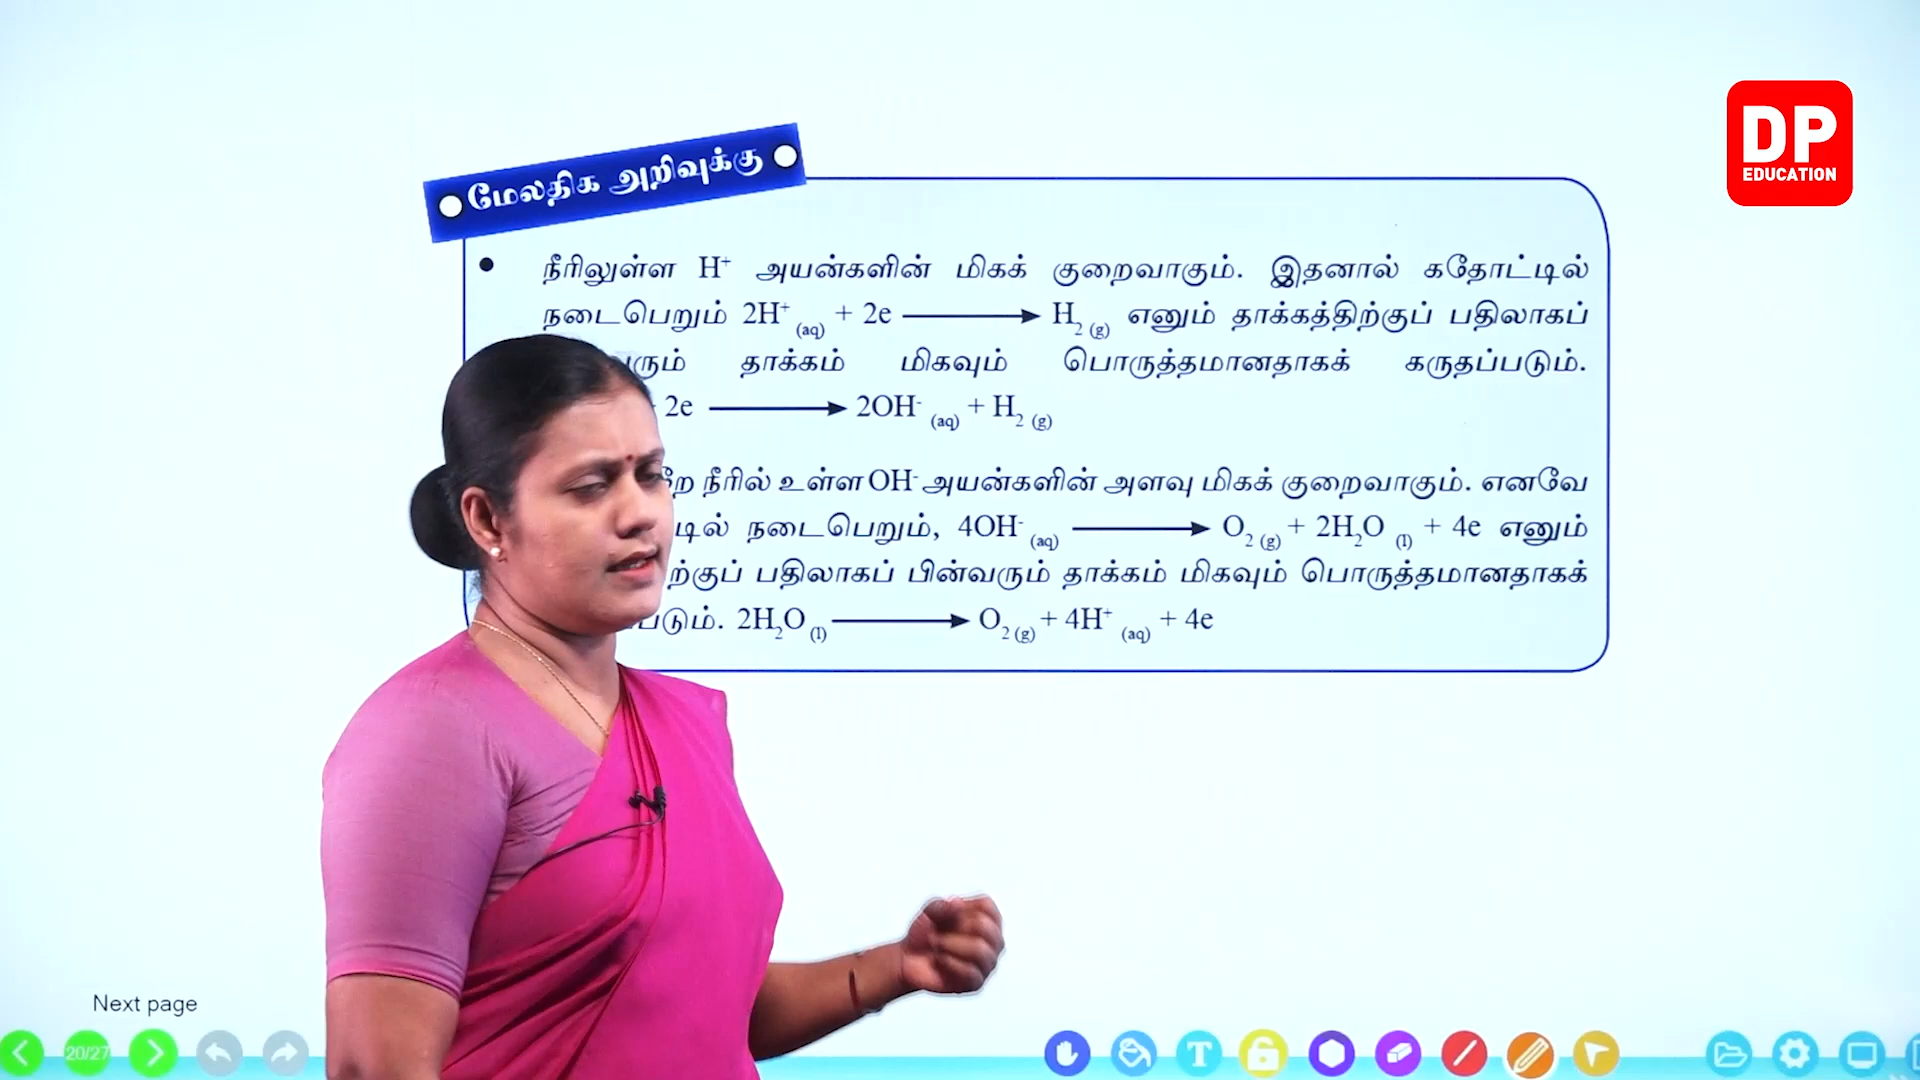 DP
EDUCATION
மேலதிக அறிவுக்கு
நீரிலுள்ள H⁺ அயன்களின் மிகக் குறைவாகும். இதனால் கதோட்டில்
நடைபெறும் 2H⁺ (aq) + 2e ⟶ H₂ (g) எனும் தாக்கத்திற்குப் பதிலாகப்
தாக்கம் மிகவும் பொருத்தமானதாகக் கருதப்படும்.
2e ⟶ 2OH⁻ (aq) + H₂ (g)
நீரில் உள்ள OH⁻ அயன்களின் அளவு மிகக் குறைவாகும். எனவே
நடைபெறும், 4OH⁻ (aq) ⟶ O₂ (g) + 2H₂O (l) + 4e எனும்
பதிலாகப் பின்வரும் தாக்கம் மிகவும் பொருத்தமானதாகக்
2H₂O (l) ⟶ O₂ (g) + 4H⁺ (aq) + 4e
Next page
20/27